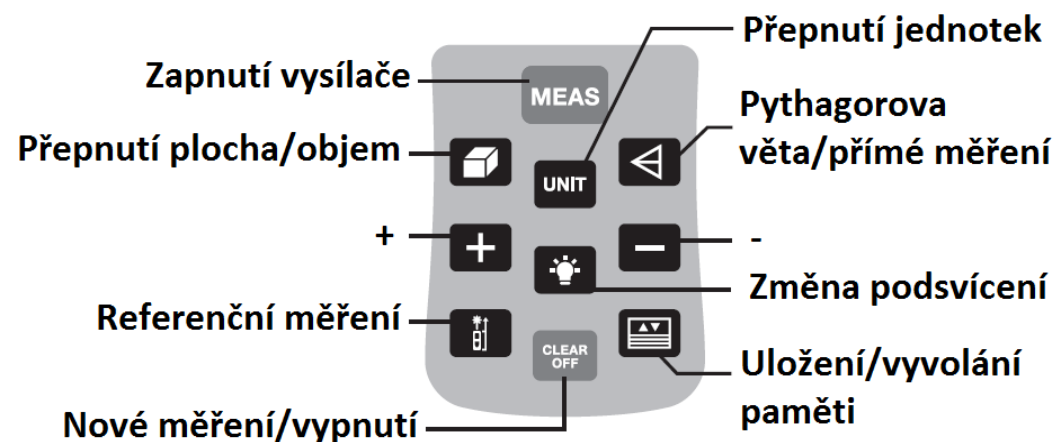 Přepnutí jednotek
Zapnutí vysílače
MEAS
Pythagorova
věta/přímé měření
Přepnutí plocha/objem
UNIT
+
-
Změna podsvícení
Referenční měření
CLEAR
OFF
Uložení/vyvolání
paměti
Nové měření/vypnutí